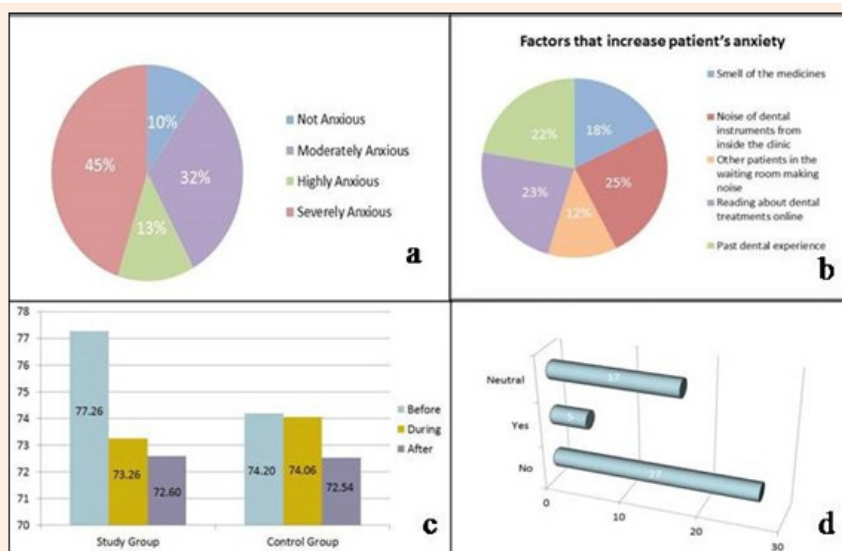 10%
32%
13%
45%
Not Anxious
Moderately Anxious
Highly Anxious
Severely Anxious
a
Factors that increase patient's anxiety
18%
25%
12%
23%
22%
Smell of the medicines
Noise of dental
instruments from
inside the clinic
Other patients in the
waiting room making
noise
Reading about dental
treatments online
Past dental experience
b
78
77
76
75
74
73
72
71
70
77.26
73.26
72.60
74.20
74.06
72.54
Study Group
Control Group
Before
During
After
c
Neutral
Yes
No
17
5
27
0
10
20
30
d